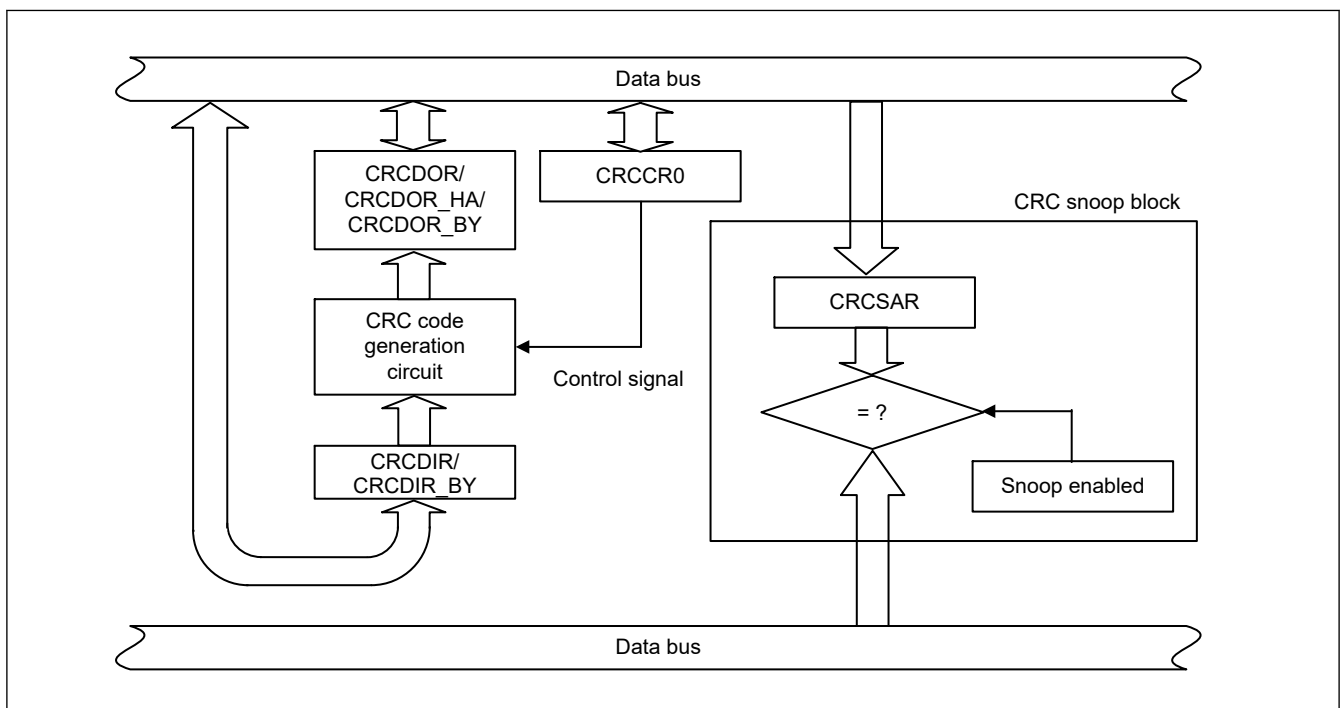 Data bus
CRCDOR/
CRCDOR_HA/
CRCDOR_BY
CRCCR0
CRC snoop block
CRCSAR
CRC code
generation
circuit
Control signal
= ?
CRCDIR/
CRCDIR_BY
Snoop enabled
Data bus